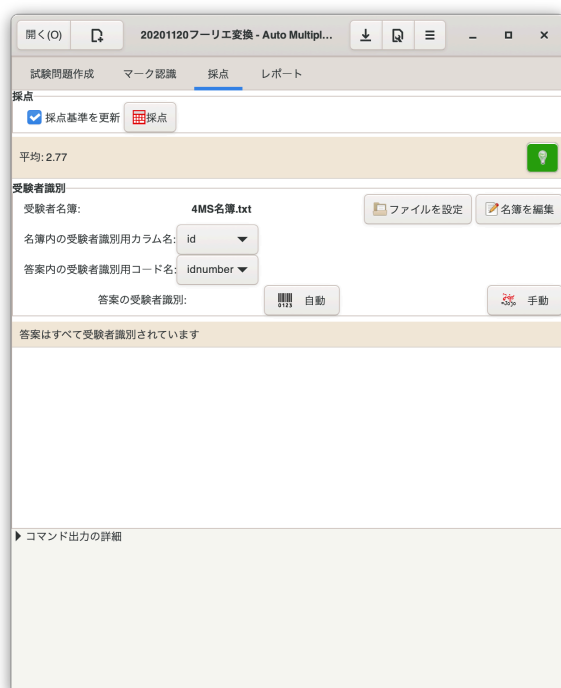 開く(O) 20201120フーリエ変換 - Auto Multipl...
試験問題作成 マーク認識 採点 レポート
採点
採点基準を更新 採点
平均: 2.77
受験者識別
受験者名簿: 4MS名簿.txt ファイルを設定 名簿を編集
名簿内の受験者識別用カラム名: id
答案内の受験者識別用コード名: idnumber
答案の受験者識別: 0123 自動 手動
答案はすべて受験者識別されています
コマンド出力の詳細